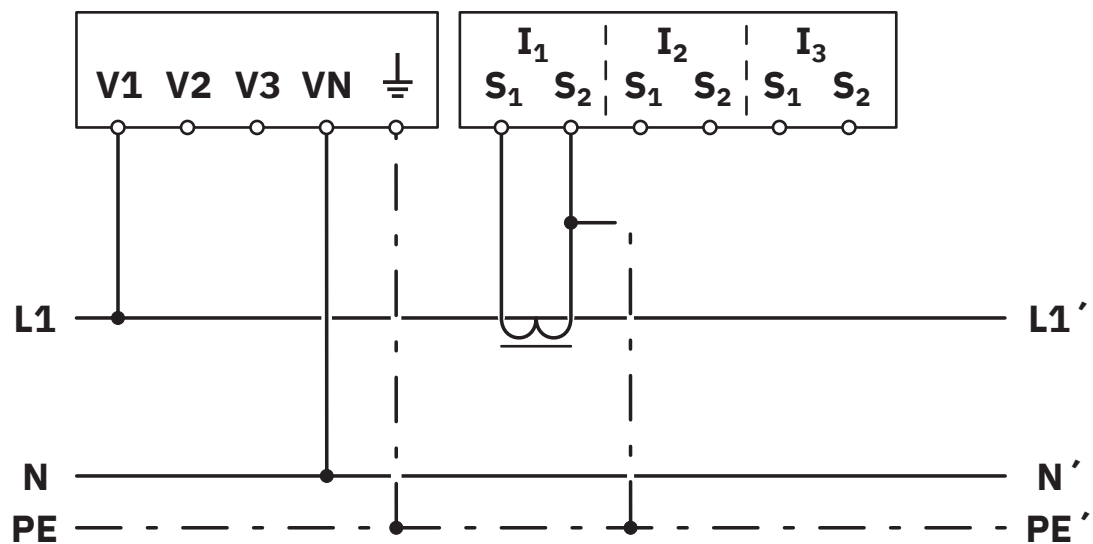 I₁ I₂ I₃
V1 V2 V3 VN S₁ S₂ S₁ S₂ S₁ S₂
L1 L1´
N N´
PE PE´